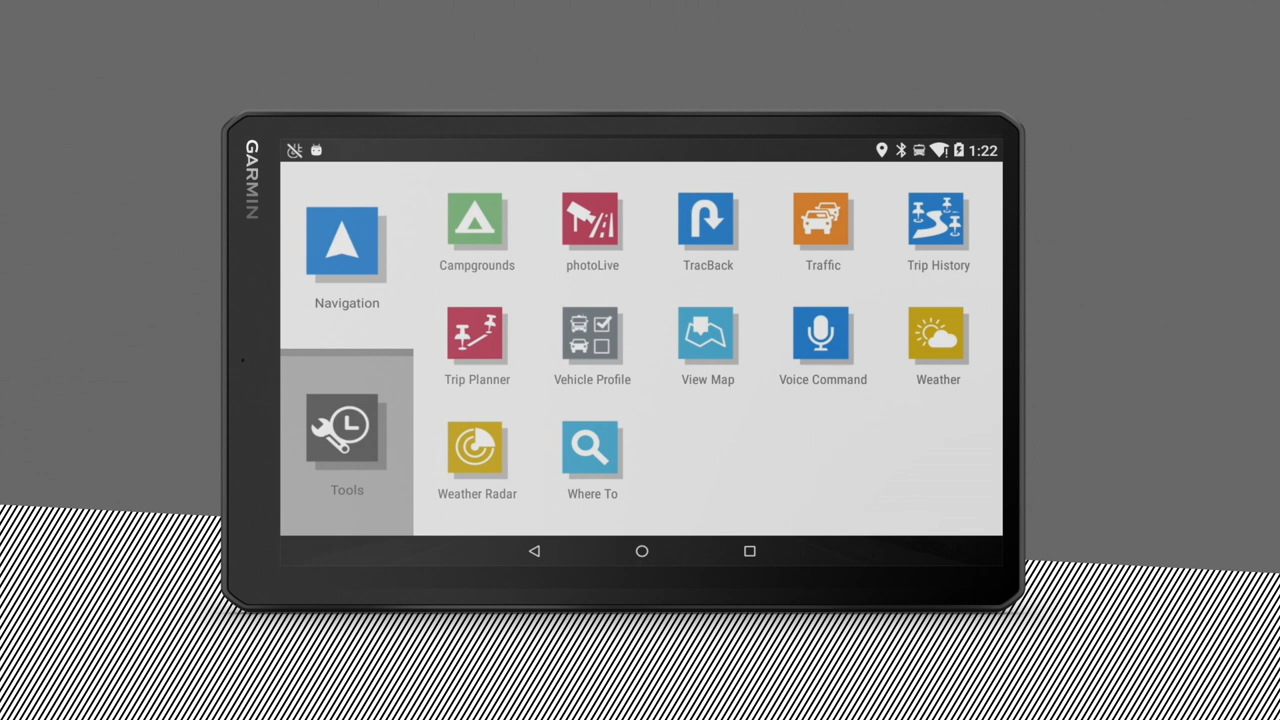 GARMIN
1:22
Navigation
Tools
Campgrounds
photoLive
TracBack
Traffic
Trip History
Trip Planner
Vehicle Profile
View Map
Voice Command
Weather
Weather Radar
Where To